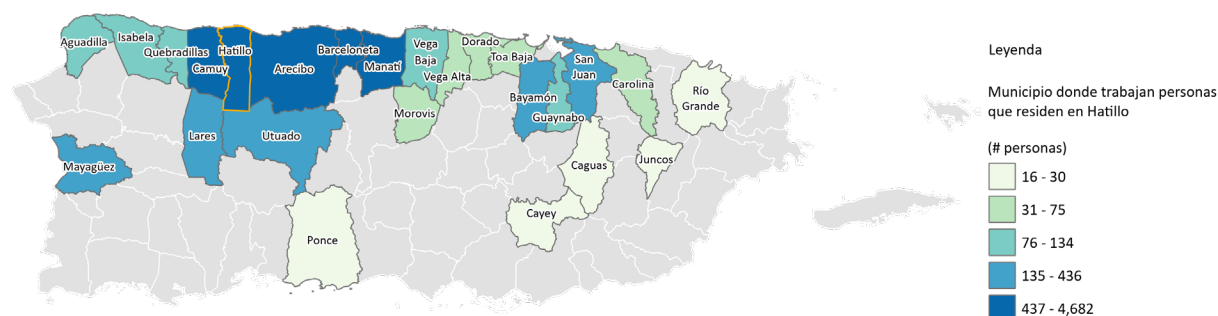 Aguadilla
Isabela
Quebradillas
Camuy
Hatillo
Arecibo
Barceloneta
Manatí
Vega
Baja
Vega Alta
Dorado
Toa Baja
Morovis
Bayamón
Guaynabo
San
Juan
Carolina
Río
Grande
Lares
Utuado
Mayagüez
Caguas
Juncos
Cayey
Ponce
Leyenda
Municipio donde trabajan personas
que residen en Hatillo
(# personas)
16 - 30
31 - 75
76 - 134
135 - 436
437 - 4,682